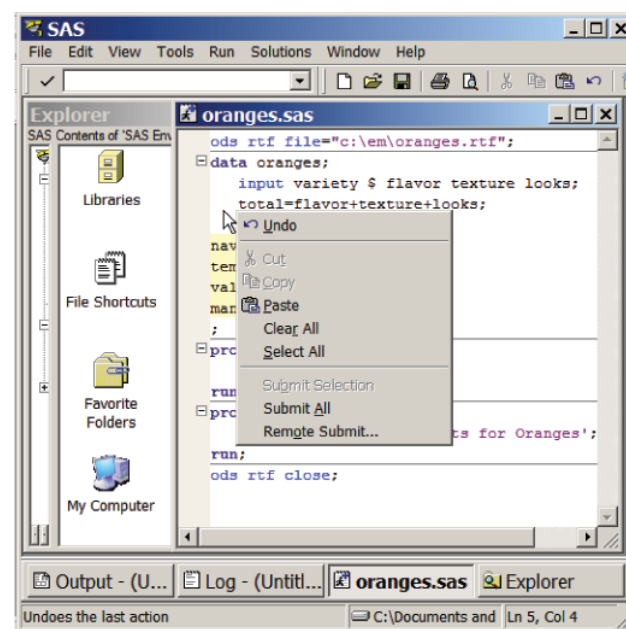 SAS
File Edit View Tools Run Solutions Window Help
Explorer
SAS Contents of 'SAS Env
Libraries
File Shortcuts
Favorite
Folders
My Computer
oranges.sas
ods rtf file="c:\em\oranges.rtf";
data oranges;
input variety $ flavor texture looks;
total=flavor+texture+looks;
nav
tem
val
man
;
pro
run
pro
ts for Oranges';
run;
ods rtf close;
Undo
Cut
Copy
Paste
Clear All
Select All
Submit Selection
Submit All
Remote Submit...
Output - (U... Log - (Untitl... oranges.sas Explorer
Undoes the last action C:\Documents and Ln 5, Col 4